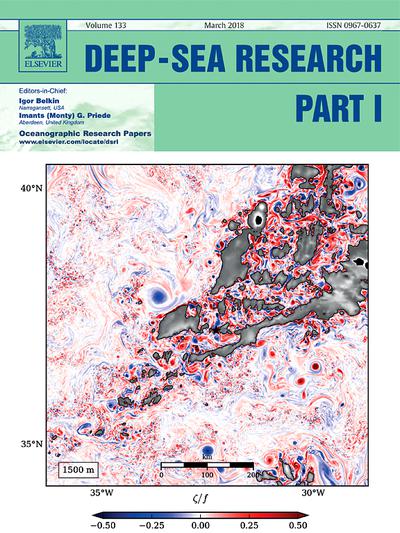 Volume 133 March 2018 ISSN 0967-0637
ELSEVIER
DEEP-SEA RESEARCH
PART I
Editors-in-Chief:
Igor Belkin
Narragansett, USA
Imants (Monty) G. Priede
Aberdeen, United Kingdom
Oceanographic Research Papers
www.elsevier.com/locate/dsrI
40°N
35°N
1500 m
km
0 100 200
35°W 30°W
ζ/f
−0.50 −0.25 0.00 0.25 0.50